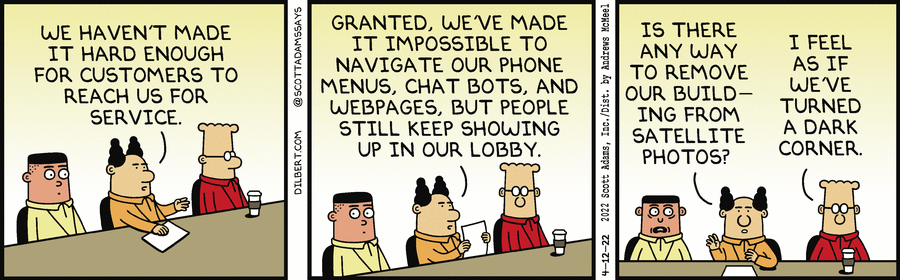 WE HAVEN'T MADE
IT HARD ENOUGH
FOR CUSTOMERS TO
REACH US FOR
SERVICE.
DILBERT.COM @SCOTTADAMSSAYS
GRANTED, WE'VE MADE
IT IMPOSSIBLE TO
NAVIGATE OUR PHONE
MENUS, CHAT BOTS, AND
WEBPAGES, BUT PEOPLE
STILL KEEP SHOWING
UP IN OUR LOBBY.
4-12-22 2022 Scott Adams, Inc./Dist. by Andrews McMeel
IS THERE
ANY WAY
TO REMOVE
OUR BUILD—
ING FROM
SATELLITE
PHOTOS?
I FEEL
AS IF
WE'VE
TURNED
A DARK
CORNER.